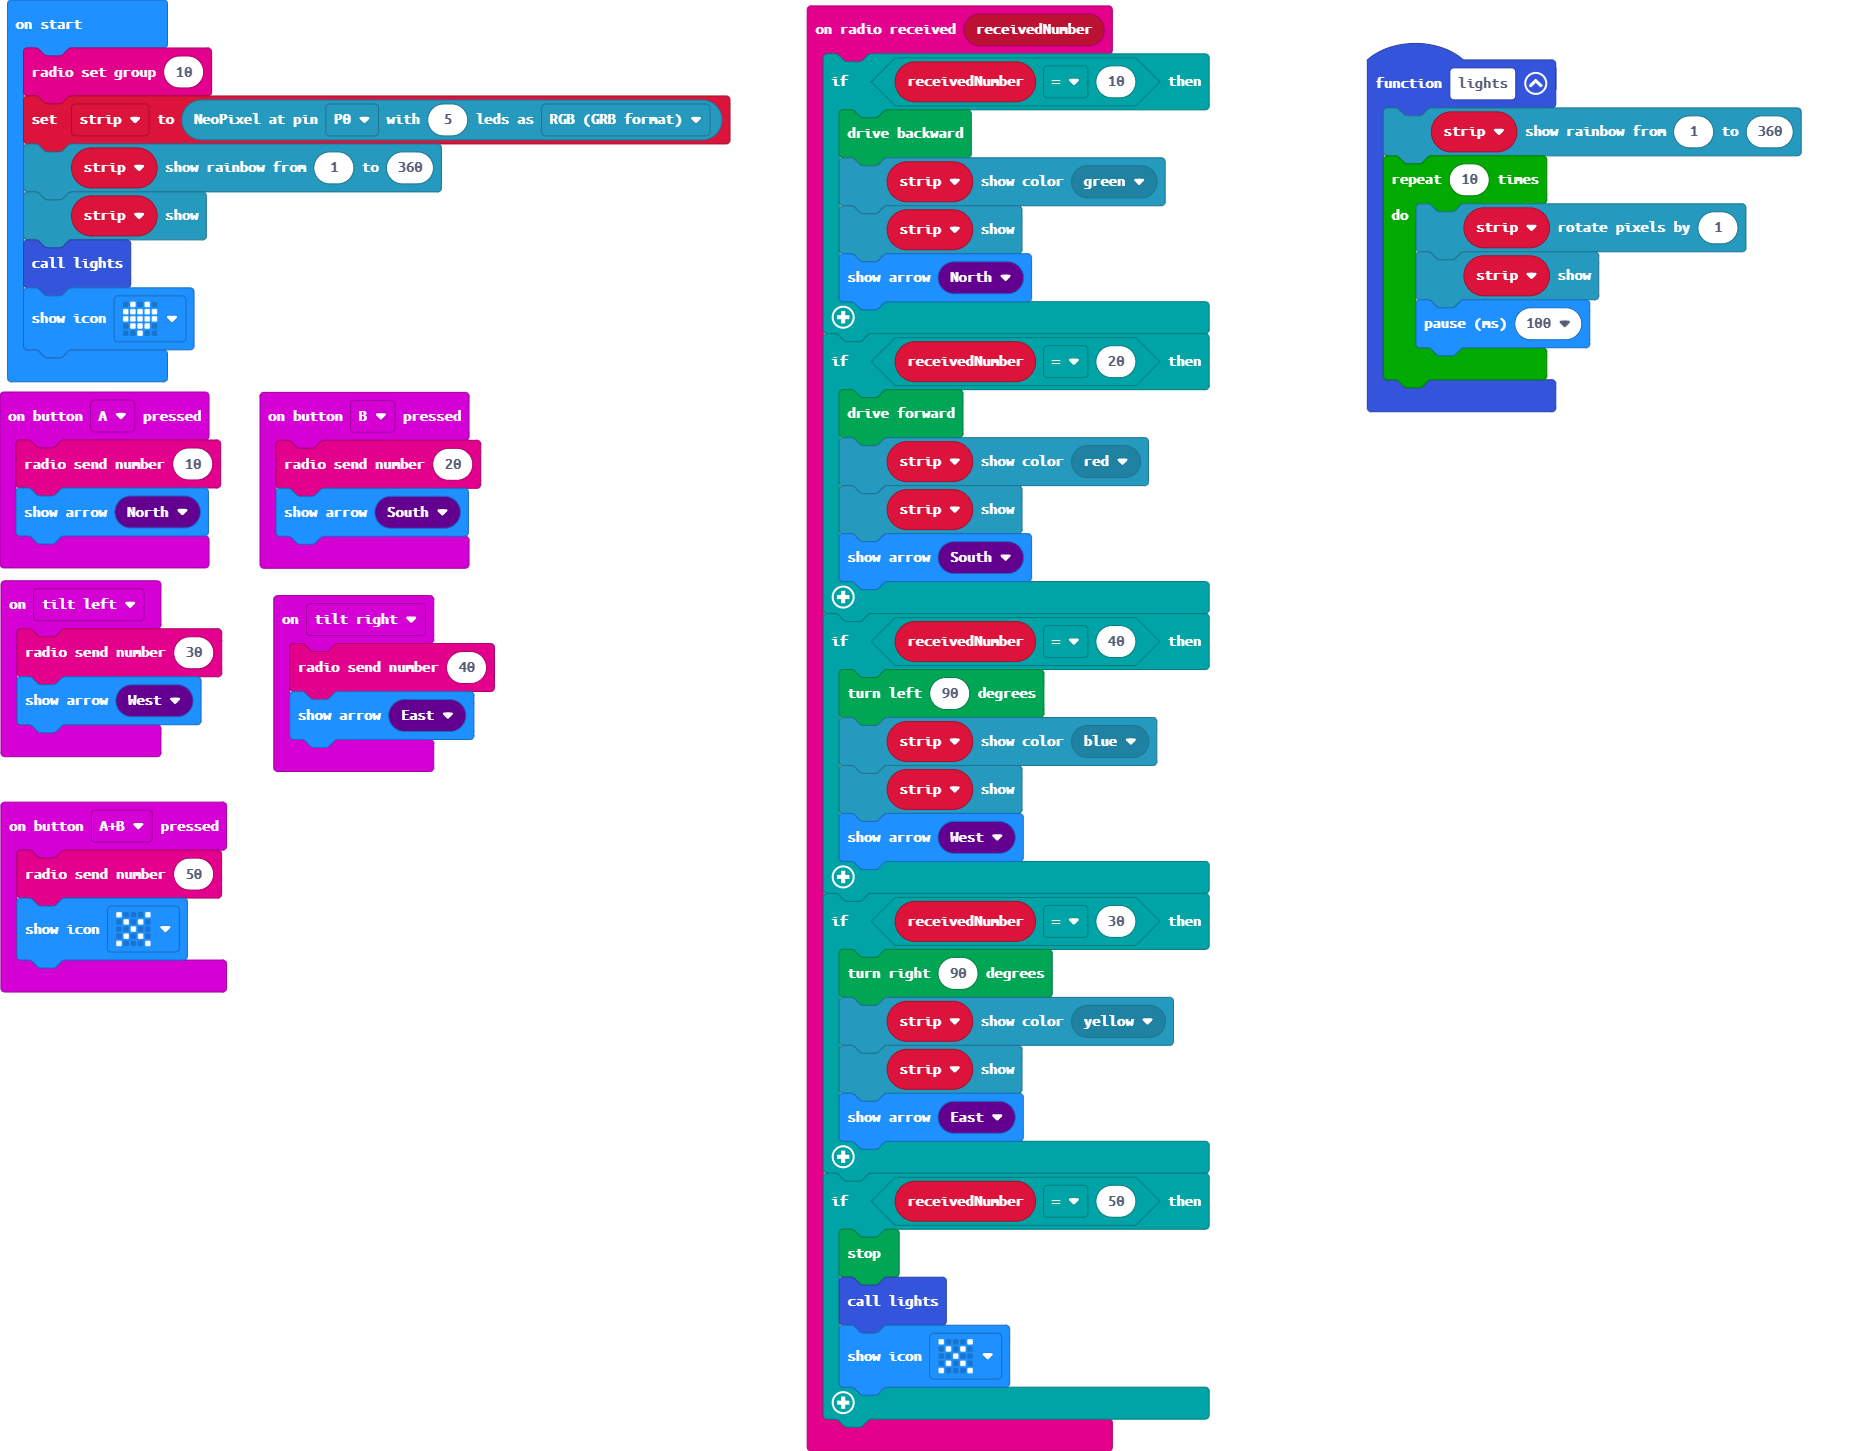 on start
radio set group 10
set strip to NeoPixel at pin P0 with 5 leds as RGB (GRB format)
strip show rainbow from 1 to 360
strip show
call lights
show icon
on button A pressed
radio send number 10
show arrow North
on button B pressed
radio send number 20
show arrow South
on tilt left
radio send number 30
show arrow West
on tilt right
radio send number 40
show arrow East
on button A+B pressed
radio send number 50
show icon
on radio received receivedNumber
if receivedNumber = 10 then
drive backward
strip show color green
strip show
show arrow North
if receivedNumber = 20 then
drive forward
strip show color red
strip show
show arrow South
if receivedNumber = 40 then
turn left 90 degrees
strip show color blue
strip show
show arrow West
if receivedNumber = 30 then
turn right 90 degrees
strip show color yellow
strip show
show arrow East
if receivedNumber = 50 then
stop
call lights
show icon
function lights
strip show rainbow from 1 to 360
repeat 10 times
do strip rotate pixels by 1
strip show
pause (ms) 100